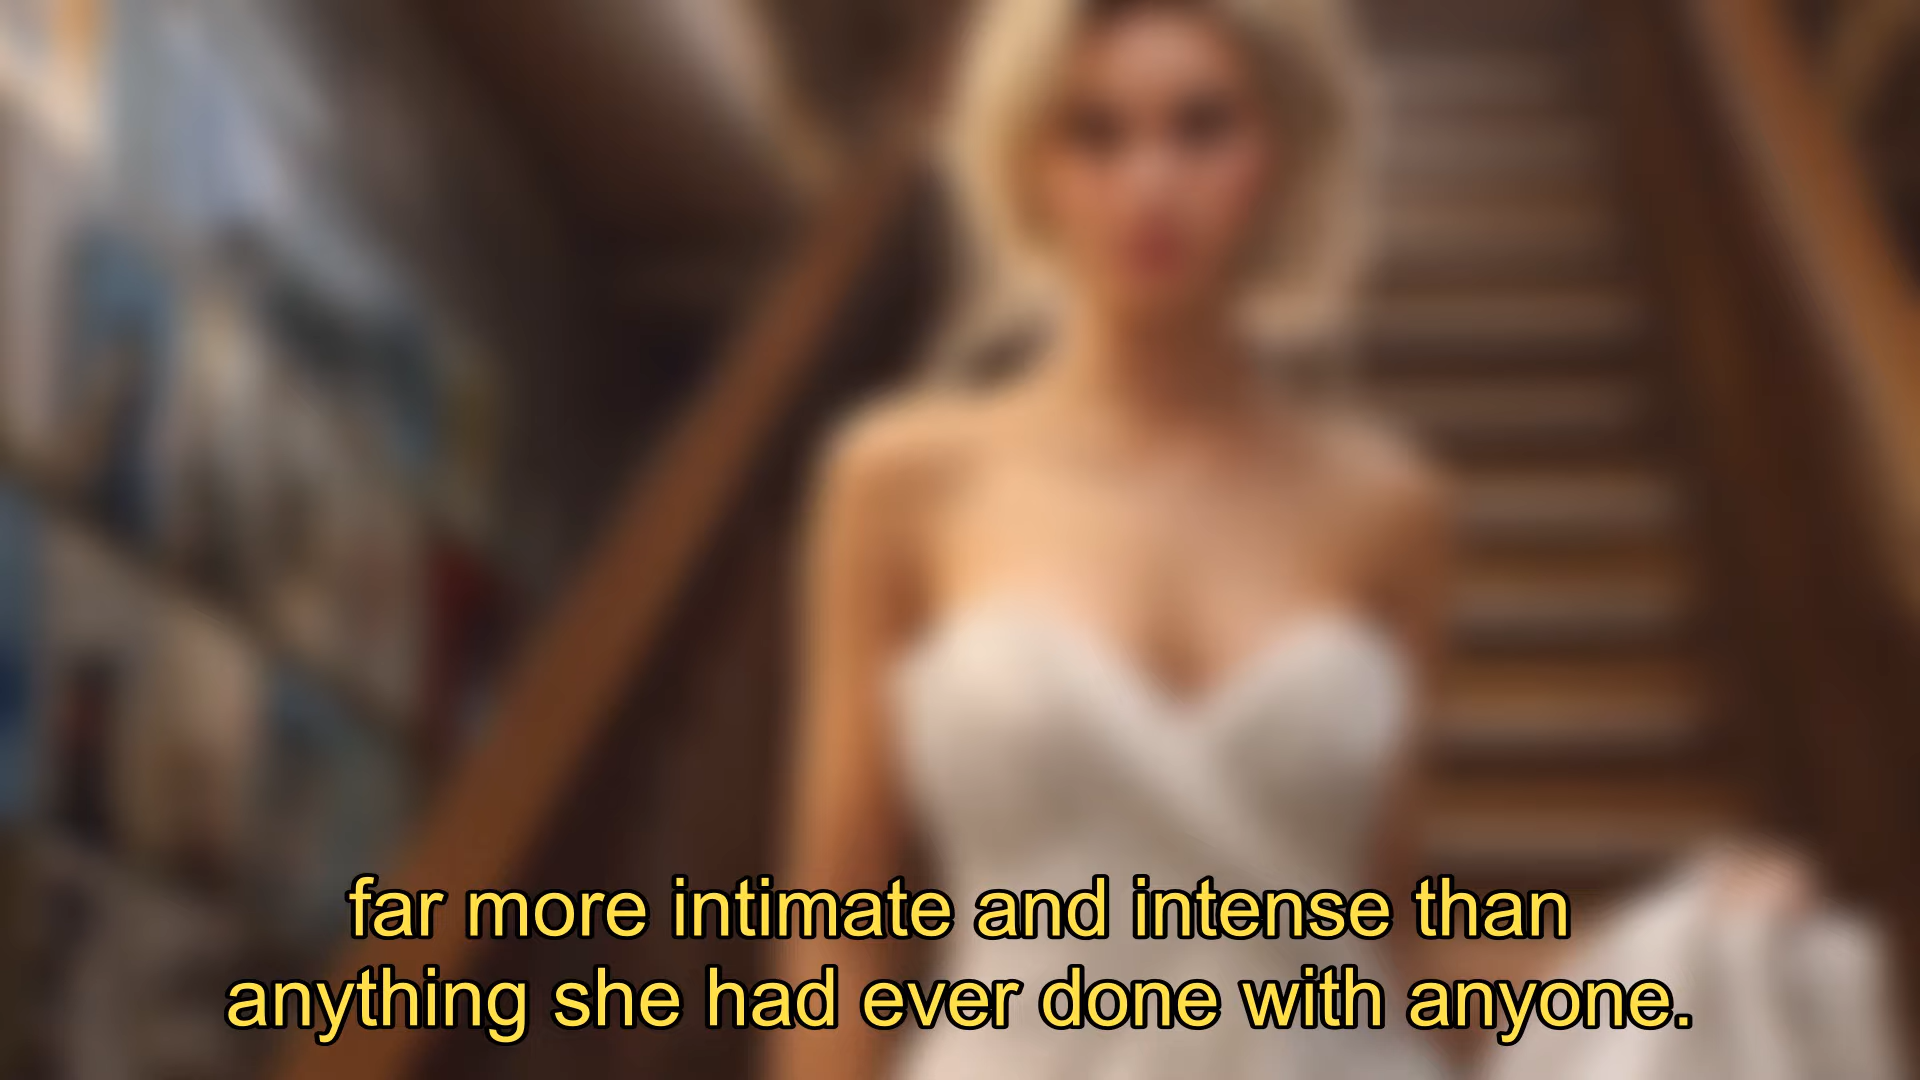 far more intimate and intense than
anything she had ever done with anyone.